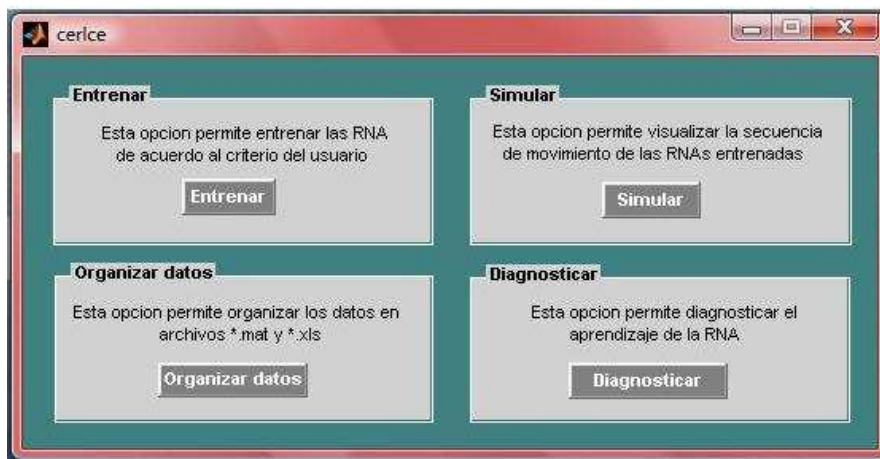 cerlce
Entrenar
Esta opcion permite entrenar las RNA
de acuerdo al criterio del usuario
Entrenar
Simular
Esta opcion permite visualizar la secuencia
de movimiento de las RNAs entrenadas
Simular
Organizar datos
Esta opcion permite organizar los datos en
archivos *.mat y *.xls
Organizar datos
Diagnosticar
Esta opcion permite diagnosticar el
aprendizaje de la RNA
Diagnosticar